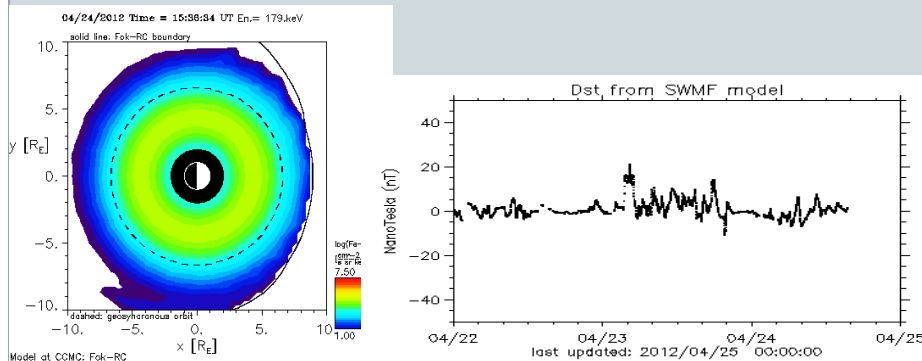 04/24/2012 Time = 15:36:34 UT En.= 179.keV
solid line: Fok-RC boundary
10.
5.
y [RE]
0.
-5.
-10.
dashed: geosynchronous orbit
-10. -5. 0. 5. 10
x [RE]
7.50
1.00
Model at CCMC: Fok-RC
Dst from SWMF model
40
20
0
-20
-40
NanoTesla (nT)
04/22 04/23 04/24 04/25
last updated: 2012/04/25 00:00:00